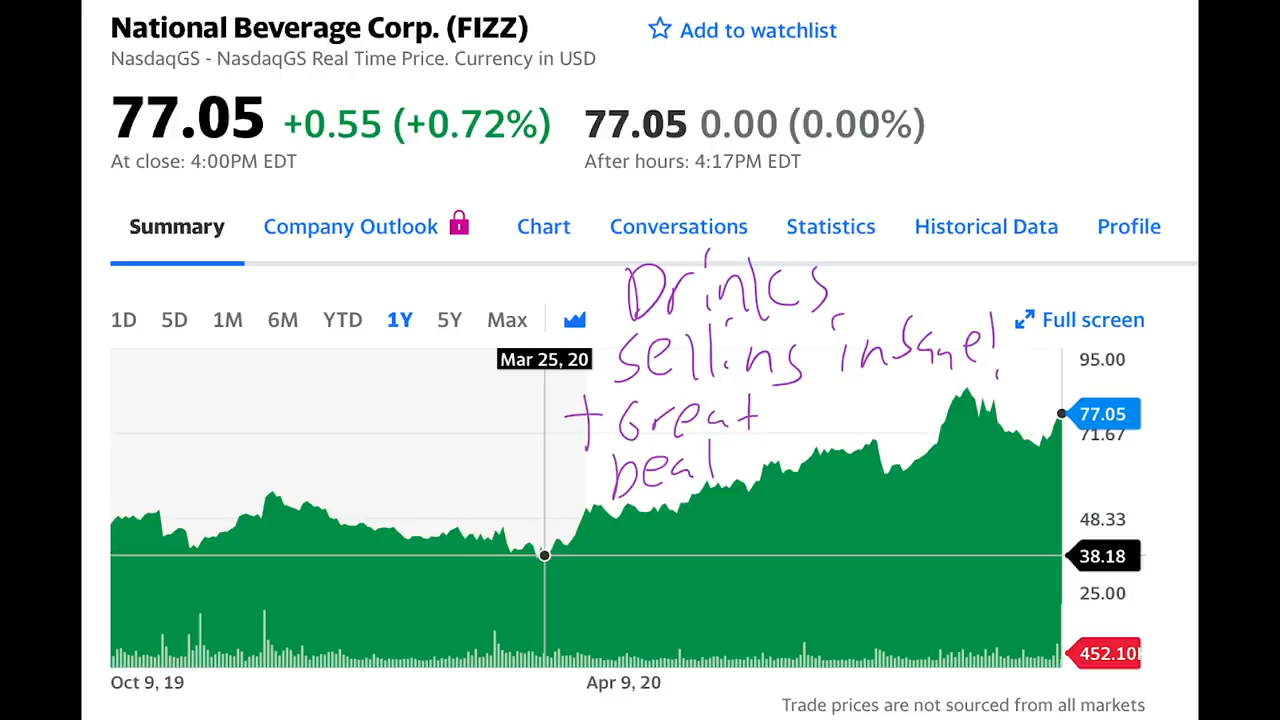 National Beverage Corp. (FIZZ)
Add to watchlist
NasdaqGS - NasdaqGS Real Time Price. Currency in USD
77.05 +0.55 (+0.72%) 77.05 0.00 (0.00%)
At close: 4:00PM EDT After hours: 4:17PM EDT
Summary Company Outlook Chart Conversations Statistics Historical Data Profile
Drinks
selling insane!
+ Great
Deal
1D 5D 1M 6M YTD 1Y 5Y Max
Full screen
Mar 25, 20
95.00
77.05
71.67
48.33
38.18
25.00
452.10
Oct 9, 19 Apr 9, 20
Trade prices are not sourced from all markets